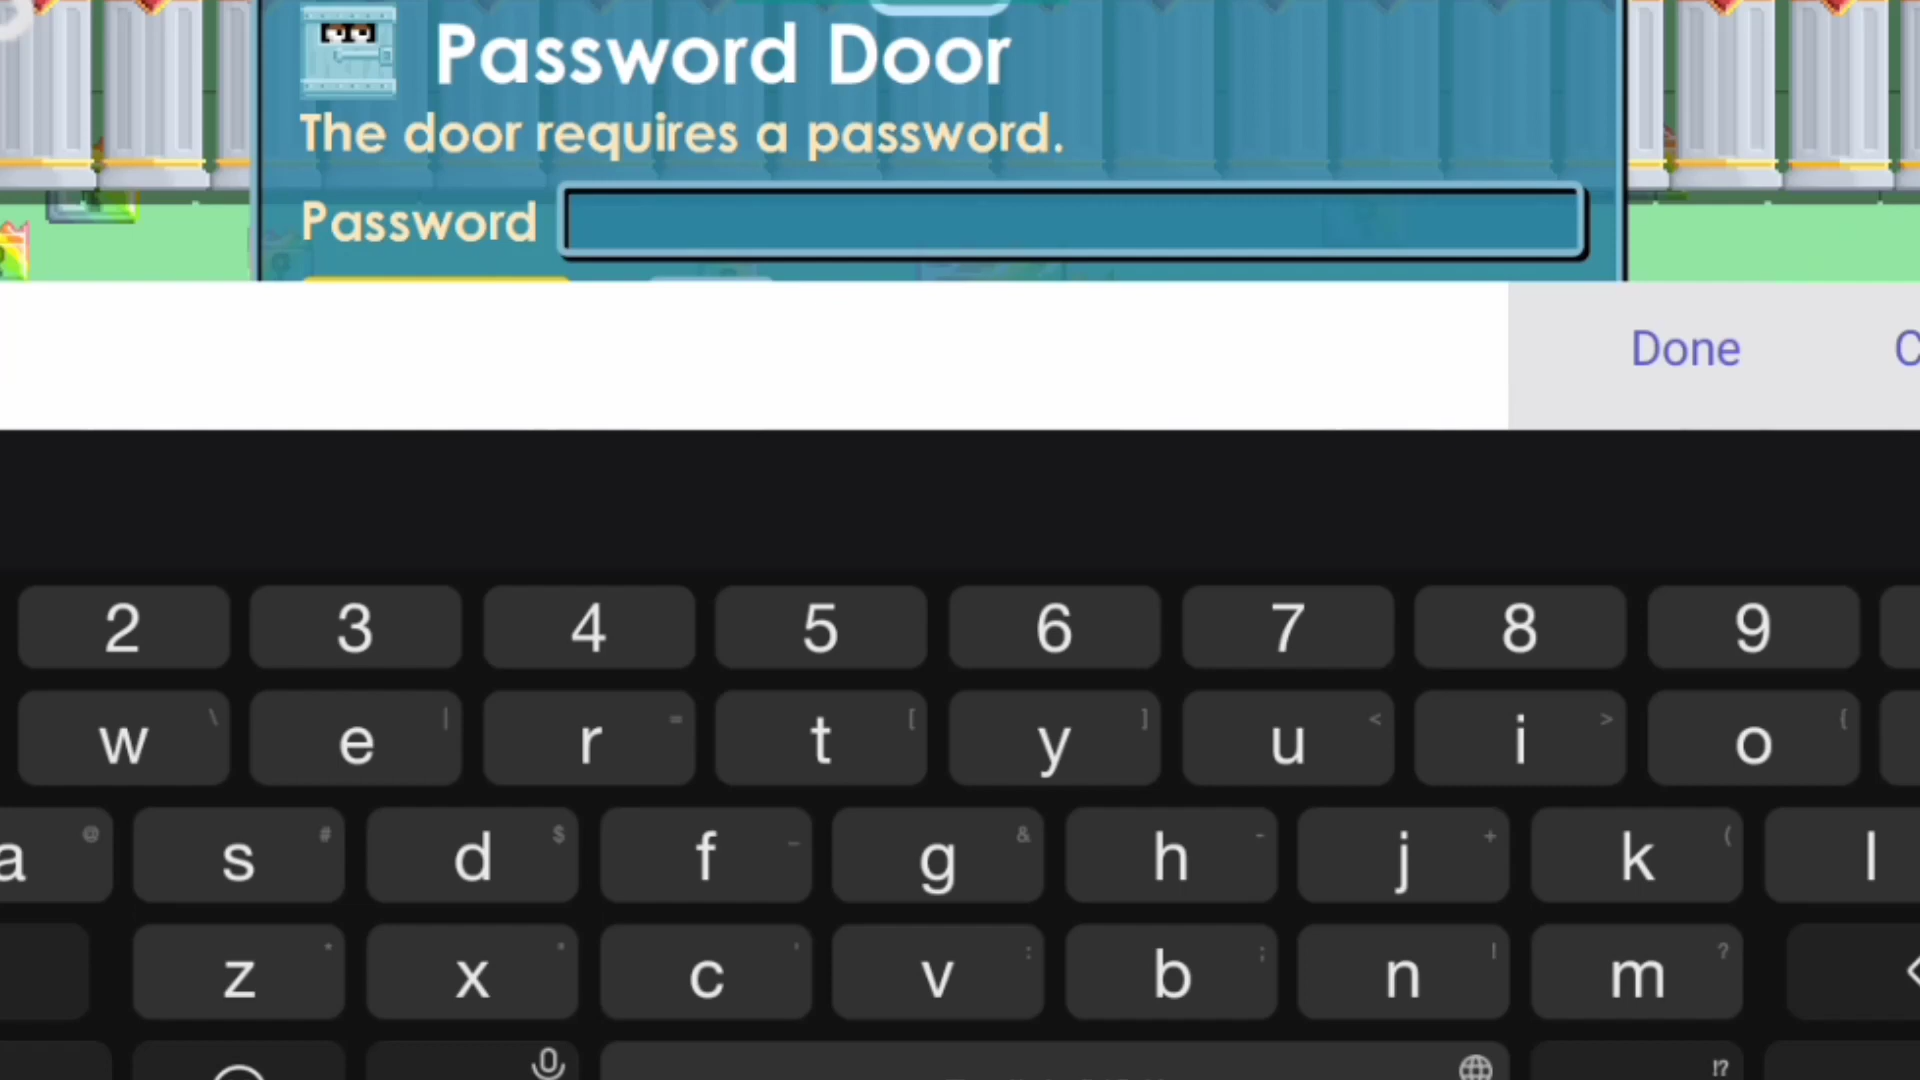 Password Door
The door requires a password.
Password
Done
2 3 4 5 6 7 8 9
w \ e | r = t [ y ] u < i > o {
a @ s # d $ f _ g & h - j + k ( l
z * x " c ' v : b ; n ! m ?
!?